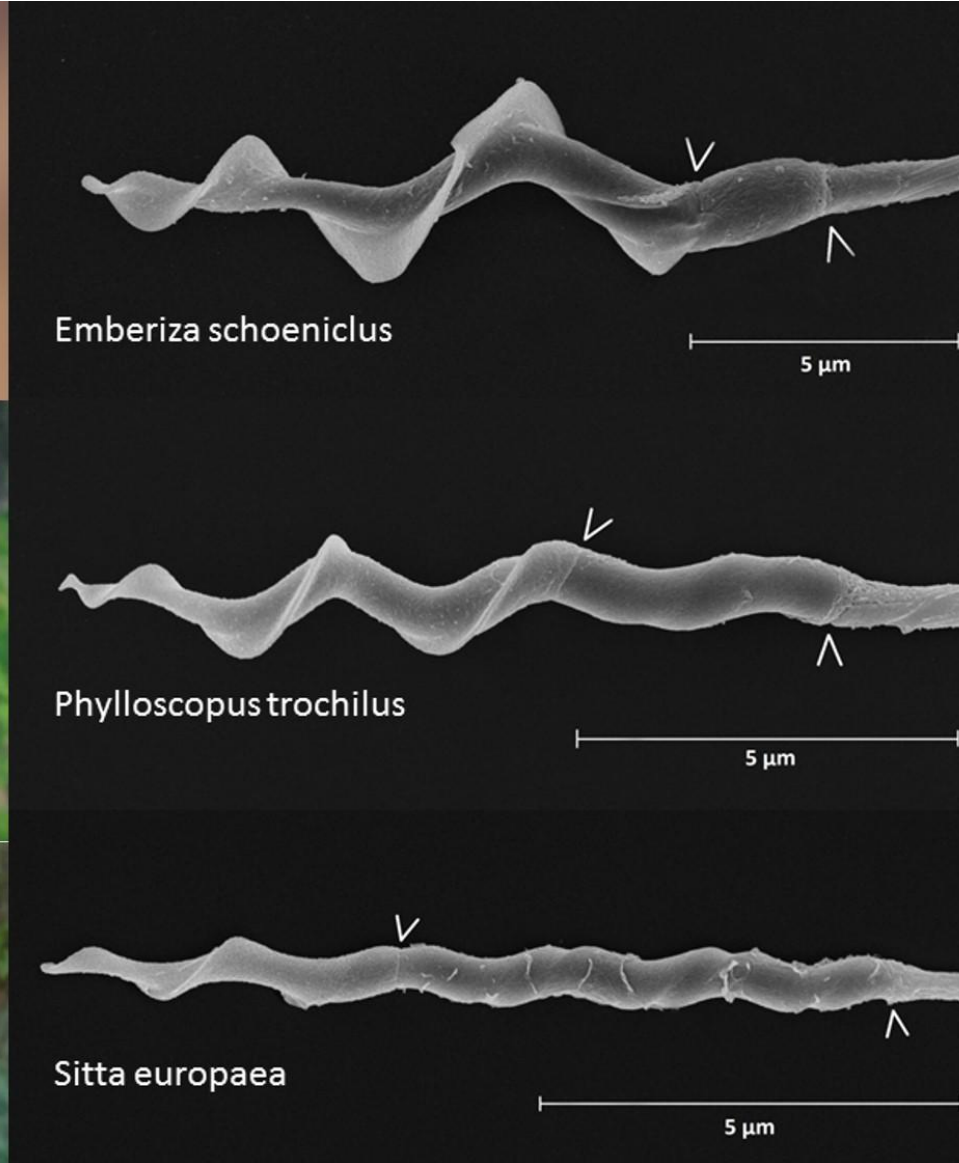 Emberiza schoeniclus
5 µm
Phylloscopus trochilus
5 µm
Sitta europaea
5 µm